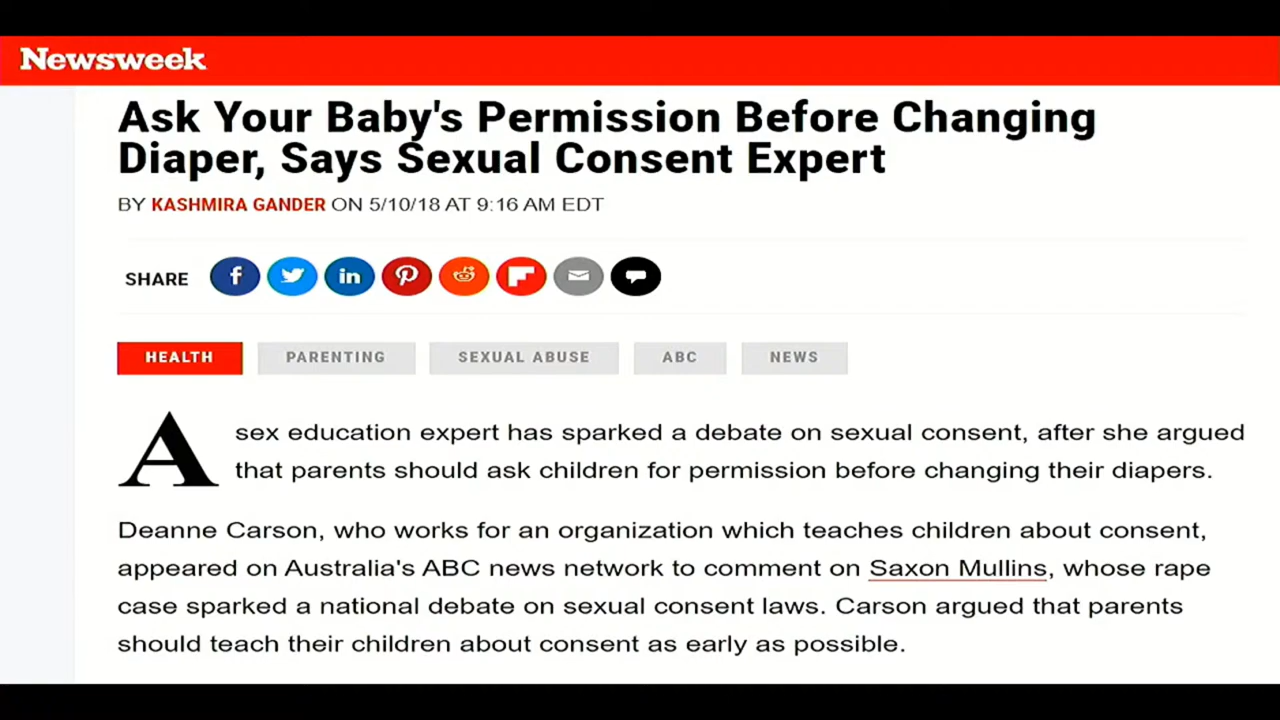 Newsweek
Ask Your Baby's Permission Before Changing
Diaper, Says Sexual Consent Expert
BY KASHMIRA GANDER ON 5/10/18 AT 9:16 AM EDT
SHARE
HEALTH PARENTING SEXUAL ABUSE ABC NEWS
A sex education expert has sparked a debate on sexual consent, after she argued
that parents should ask children for permission before changing their diapers.
Deanne Carson, who works for an organization which teaches children about consent,
appeared on Australia's ABC news network to comment on Saxon Mullins, whose rape
case sparked a national debate on sexual consent laws. Carson argued that parents
should teach their children about consent as early as possible.